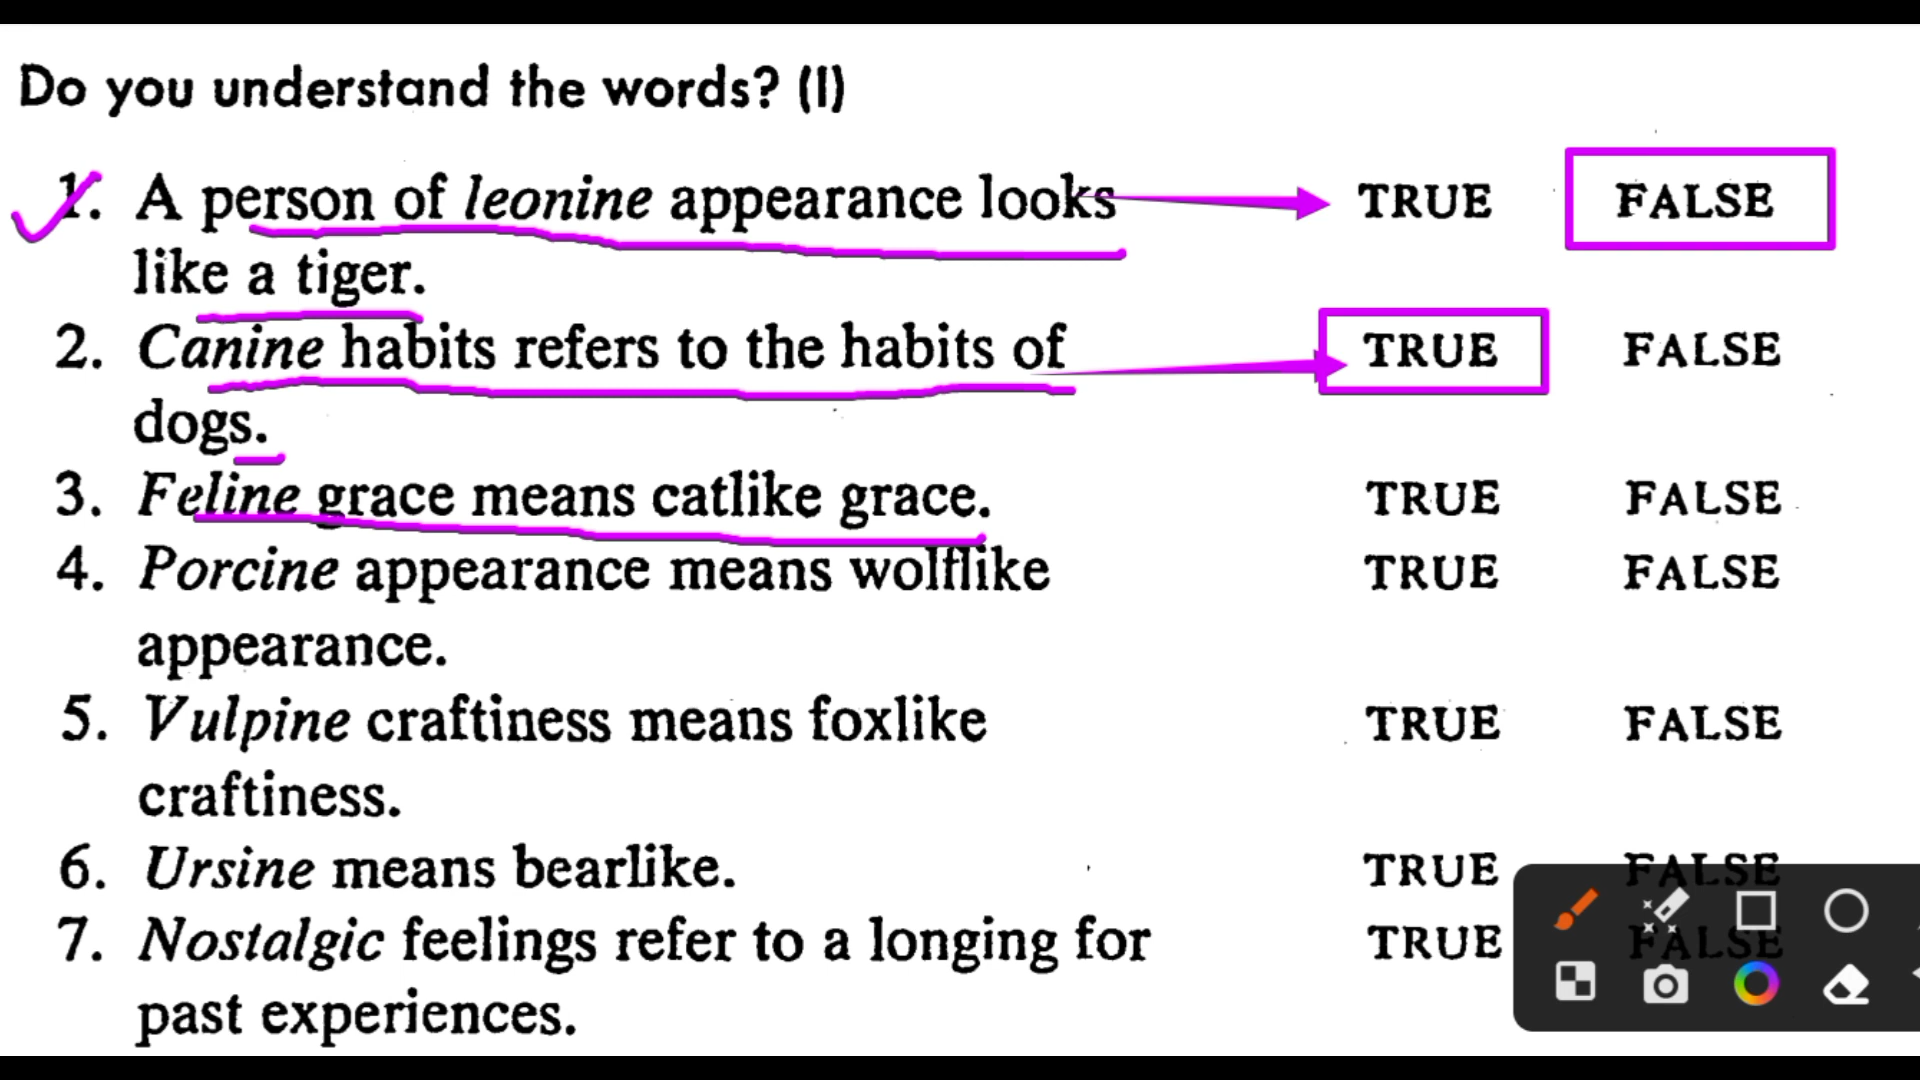 Do you understand the words? (I)
1. A person of leonine appearance looks TRUE FALSE
like a tiger.
2. Canine habits refers to the habits of TRUE FALSE
dogs.
3. Feline grace means catlike grace. TRUE FALSE
4. Porcine appearance means wolflike TRUE FALSE
appearance.
5. Vulpine craftiness means foxlike TRUE FALSE
craftiness.
6. Ursine means bearlike. TRUE FALSE
7. Nostalgic feelings refer to a longing for TRUE FALSE
past experiences.